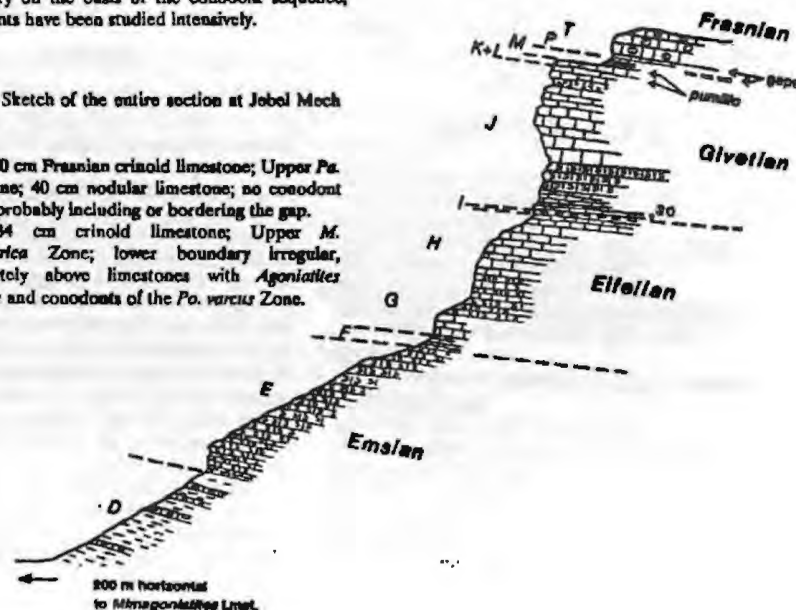 on the basis of the conodont sequence,
nts have been studied intensively.
Sketch of the entire section at Jebel Mech
0 cm Frasnian crinoid limestone; Upper Pa.
ne; 40 cm nodular limestone; no conodont
probably including or bordering the gap.
34 cm crinoid limestone; Upper M.
rica Zone; lower boundary irregular,
tely above limestones with Agoniatites
and conodonts of the Po. varcus Zone.
Frasnian
T
P
M
K+L
gaps
pumilio
J
Givetian
I
30
H
Eifelian
G
E
Emsian
D
200 m horizontal
to Mimagoniatites Lmst.